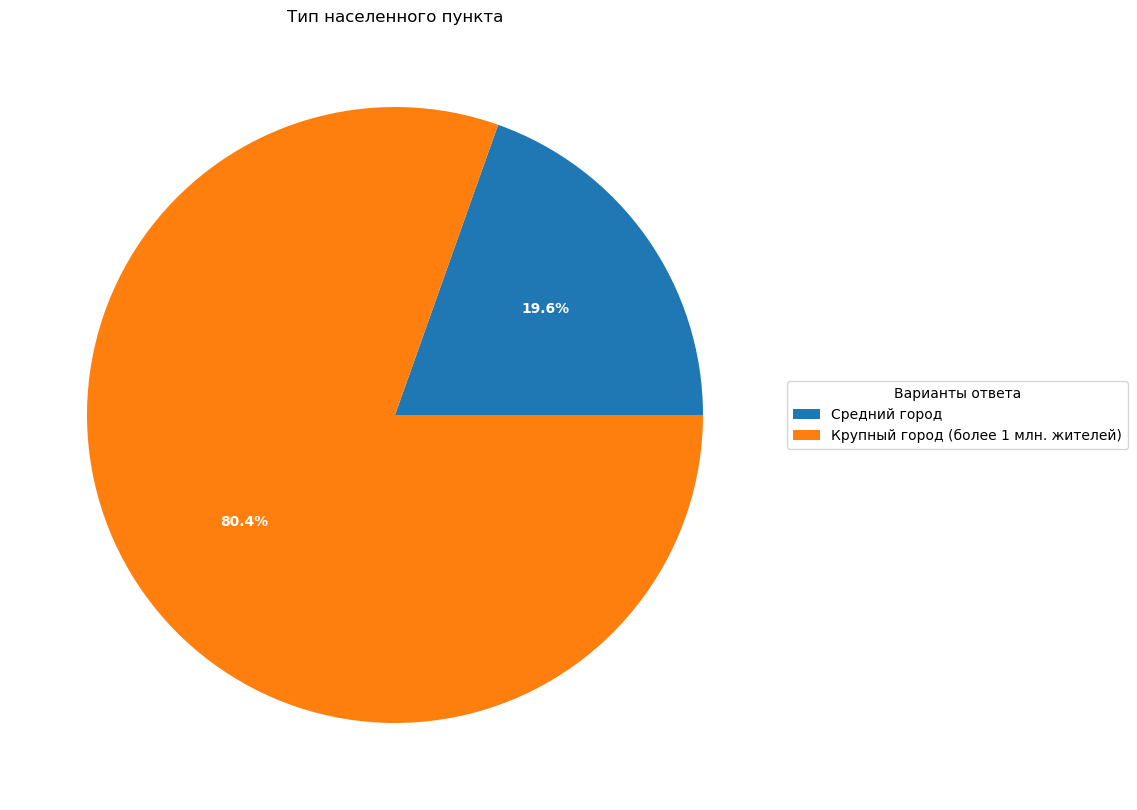 Тип населенного пункта
19.6%
80.4%
Варианты ответа
Средний город
Крупный город (более 1 млн. жителей)